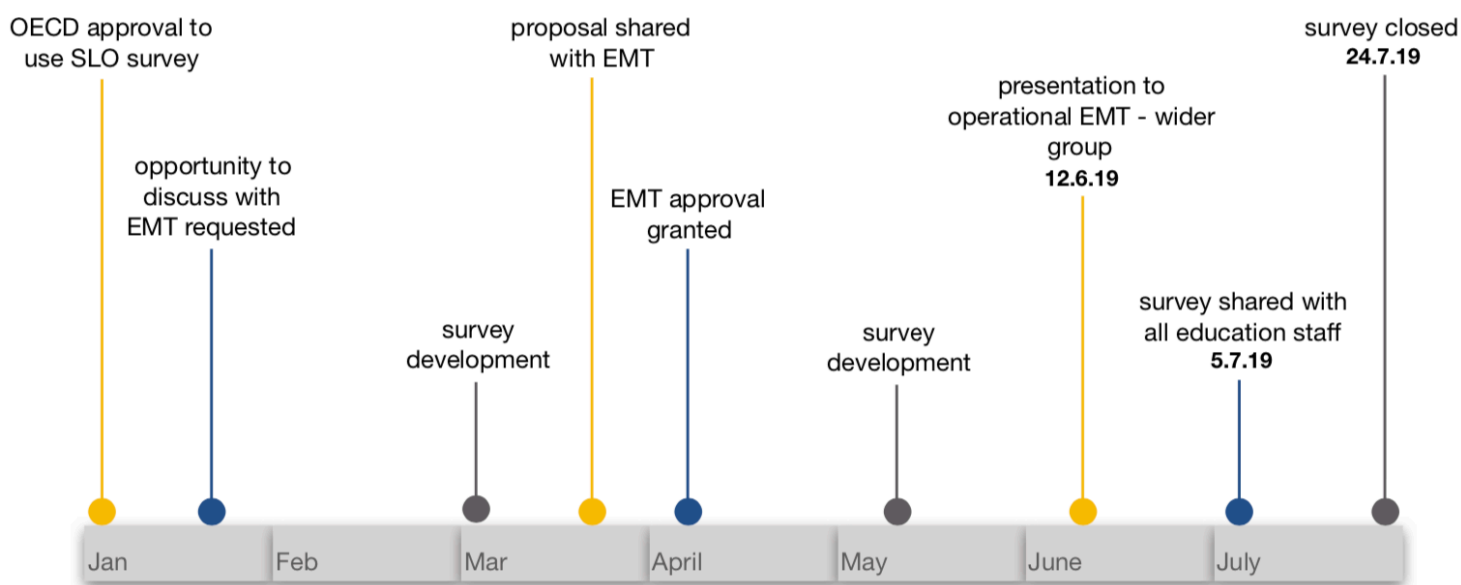 OECD approval to
use SLO survey
opportunity to
discuss with
EMT requested
survey
development
proposal shared
with EMT
EMT approval
granted
survey
development
presentation to
operational EMT - wider
group
12.6.19
survey shared with
all education staff
5.7.19
survey closed
24.7.19
Jan
Feb
Mar
April
May
June
July